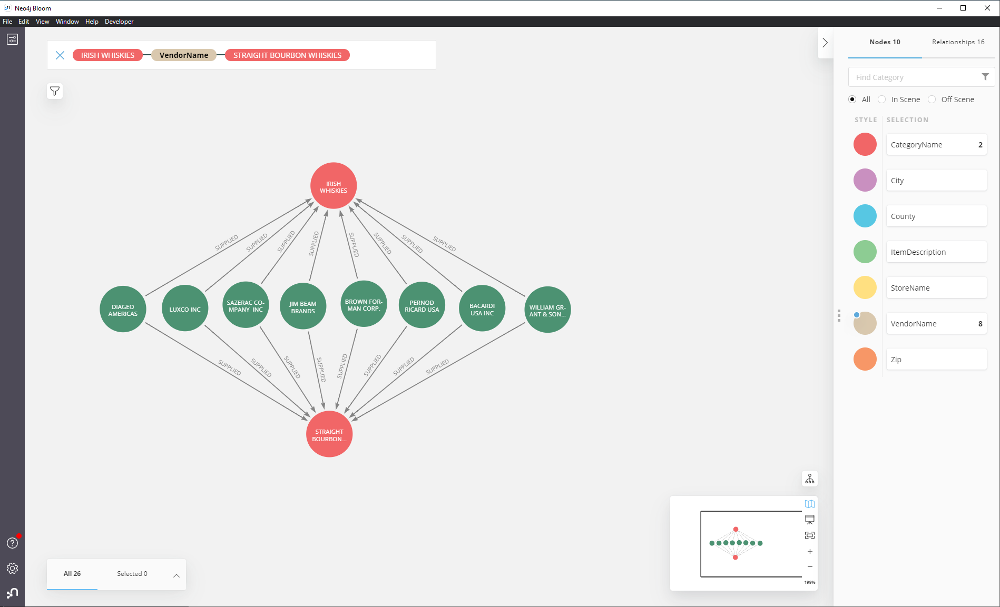 Neo4j Bloom
File Edit View Window Help Developer
IRISH WHISKIES VendorName STRAIGHT BOURBON WHISKIES
IRISH
WHISKIES
SUPPLIED
SUPPLIED
SUPPLIED
SUPPLIED
SUPPLIED
SUPPLIED
SUPPLIED
SUPPLIED
DIAGEO
AMERICAS
LUXCO INC
SAZERAC CO-
MPANY INC
JIM BEAM
BRANDS
BROWN FOR-
MAN CORP.
PERNOD
RICARD USA
BACARDI
USA INC
WILLIAM GR-
ANT & SON...
SUPPLIED
SUPPLIED
SUPPLIED
SUPPLIED
SUPPLIED
SUPPLIED
SUPPLIED
SUPPLIED
STRAIGHT
BOURBON...
All 26
Selected 0
199%
Nodes 10
Relationships 16
Find Category
All In Scene Off Scene
STYLE SELECTION
CategoryName 2
City
County
ItemDescription
StoreName
VendorName 8
Zip